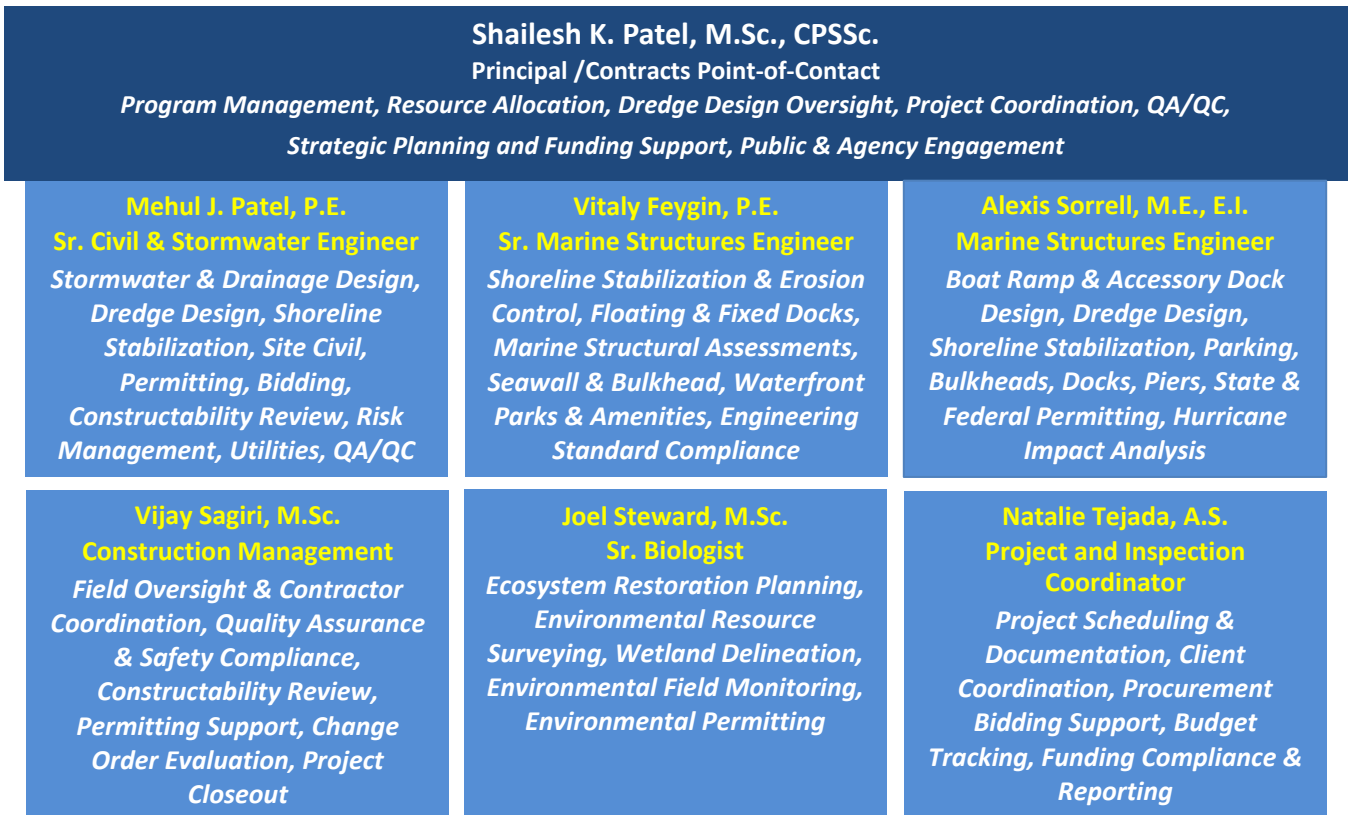 Shailesh K. Patel, M.Sc., CPSSc.
Principal /Contracts Point-of-Contact
Program Management, Resource Allocation, Dredge Design Oversight, Project Coordination, QA/QC,
Strategic Planning and Funding Support, Public & Agency Engagement
Mehul J. Patel, P.E.
Sr. Civil & Stormwater Engineer
Stormwater & Drainage Design,
Dredge Design, Shoreline
Stabilization, Site Civil,
Permitting, Bidding,
Constructability Review, Risk
Management, Utilities, QA/QC
Vitaly Feygin, P.E.
Sr. Marine Structures Engineer
Shoreline Stabilization & Erosion
Control, Floating & Fixed Docks,
Marine Structural Assessments,
Seawall & Bulkhead, Waterfront
Parks & Amenities, Engineering
Standard Compliance
Alexis Sorrell, M.E., E.I.
Marine Structures Engineer
Boat Ramp & Accessory Dock
Design, Dredge Design,
Shoreline Stabilization, Parking,
Bulkheads, Docks, Piers, State &
Federal Permitting, Hurricane
Impact Analysis
Vijay Sagiri, M.Sc.
Construction Management
Field Oversight & Contractor
Coordination, Quality Assurance
& Safety Compliance,
Constructability Review,
Permitting Support, Change
Order Evaluation, Project
Closeout
Joel Steward, M.Sc.
Sr. Biologist
Ecosystem Restoration Planning,
Environmental Resource
Surveying, Wetland Delineation,
Environmental Field Monitoring,
Environmental Permitting
Natalie Tejada, A.S.
Project and Inspection
Coordinator
Project Scheduling &
Documentation, Client
Coordination, Procurement
Bidding Support, Budget
Tracking, Funding Compliance &
Reporting